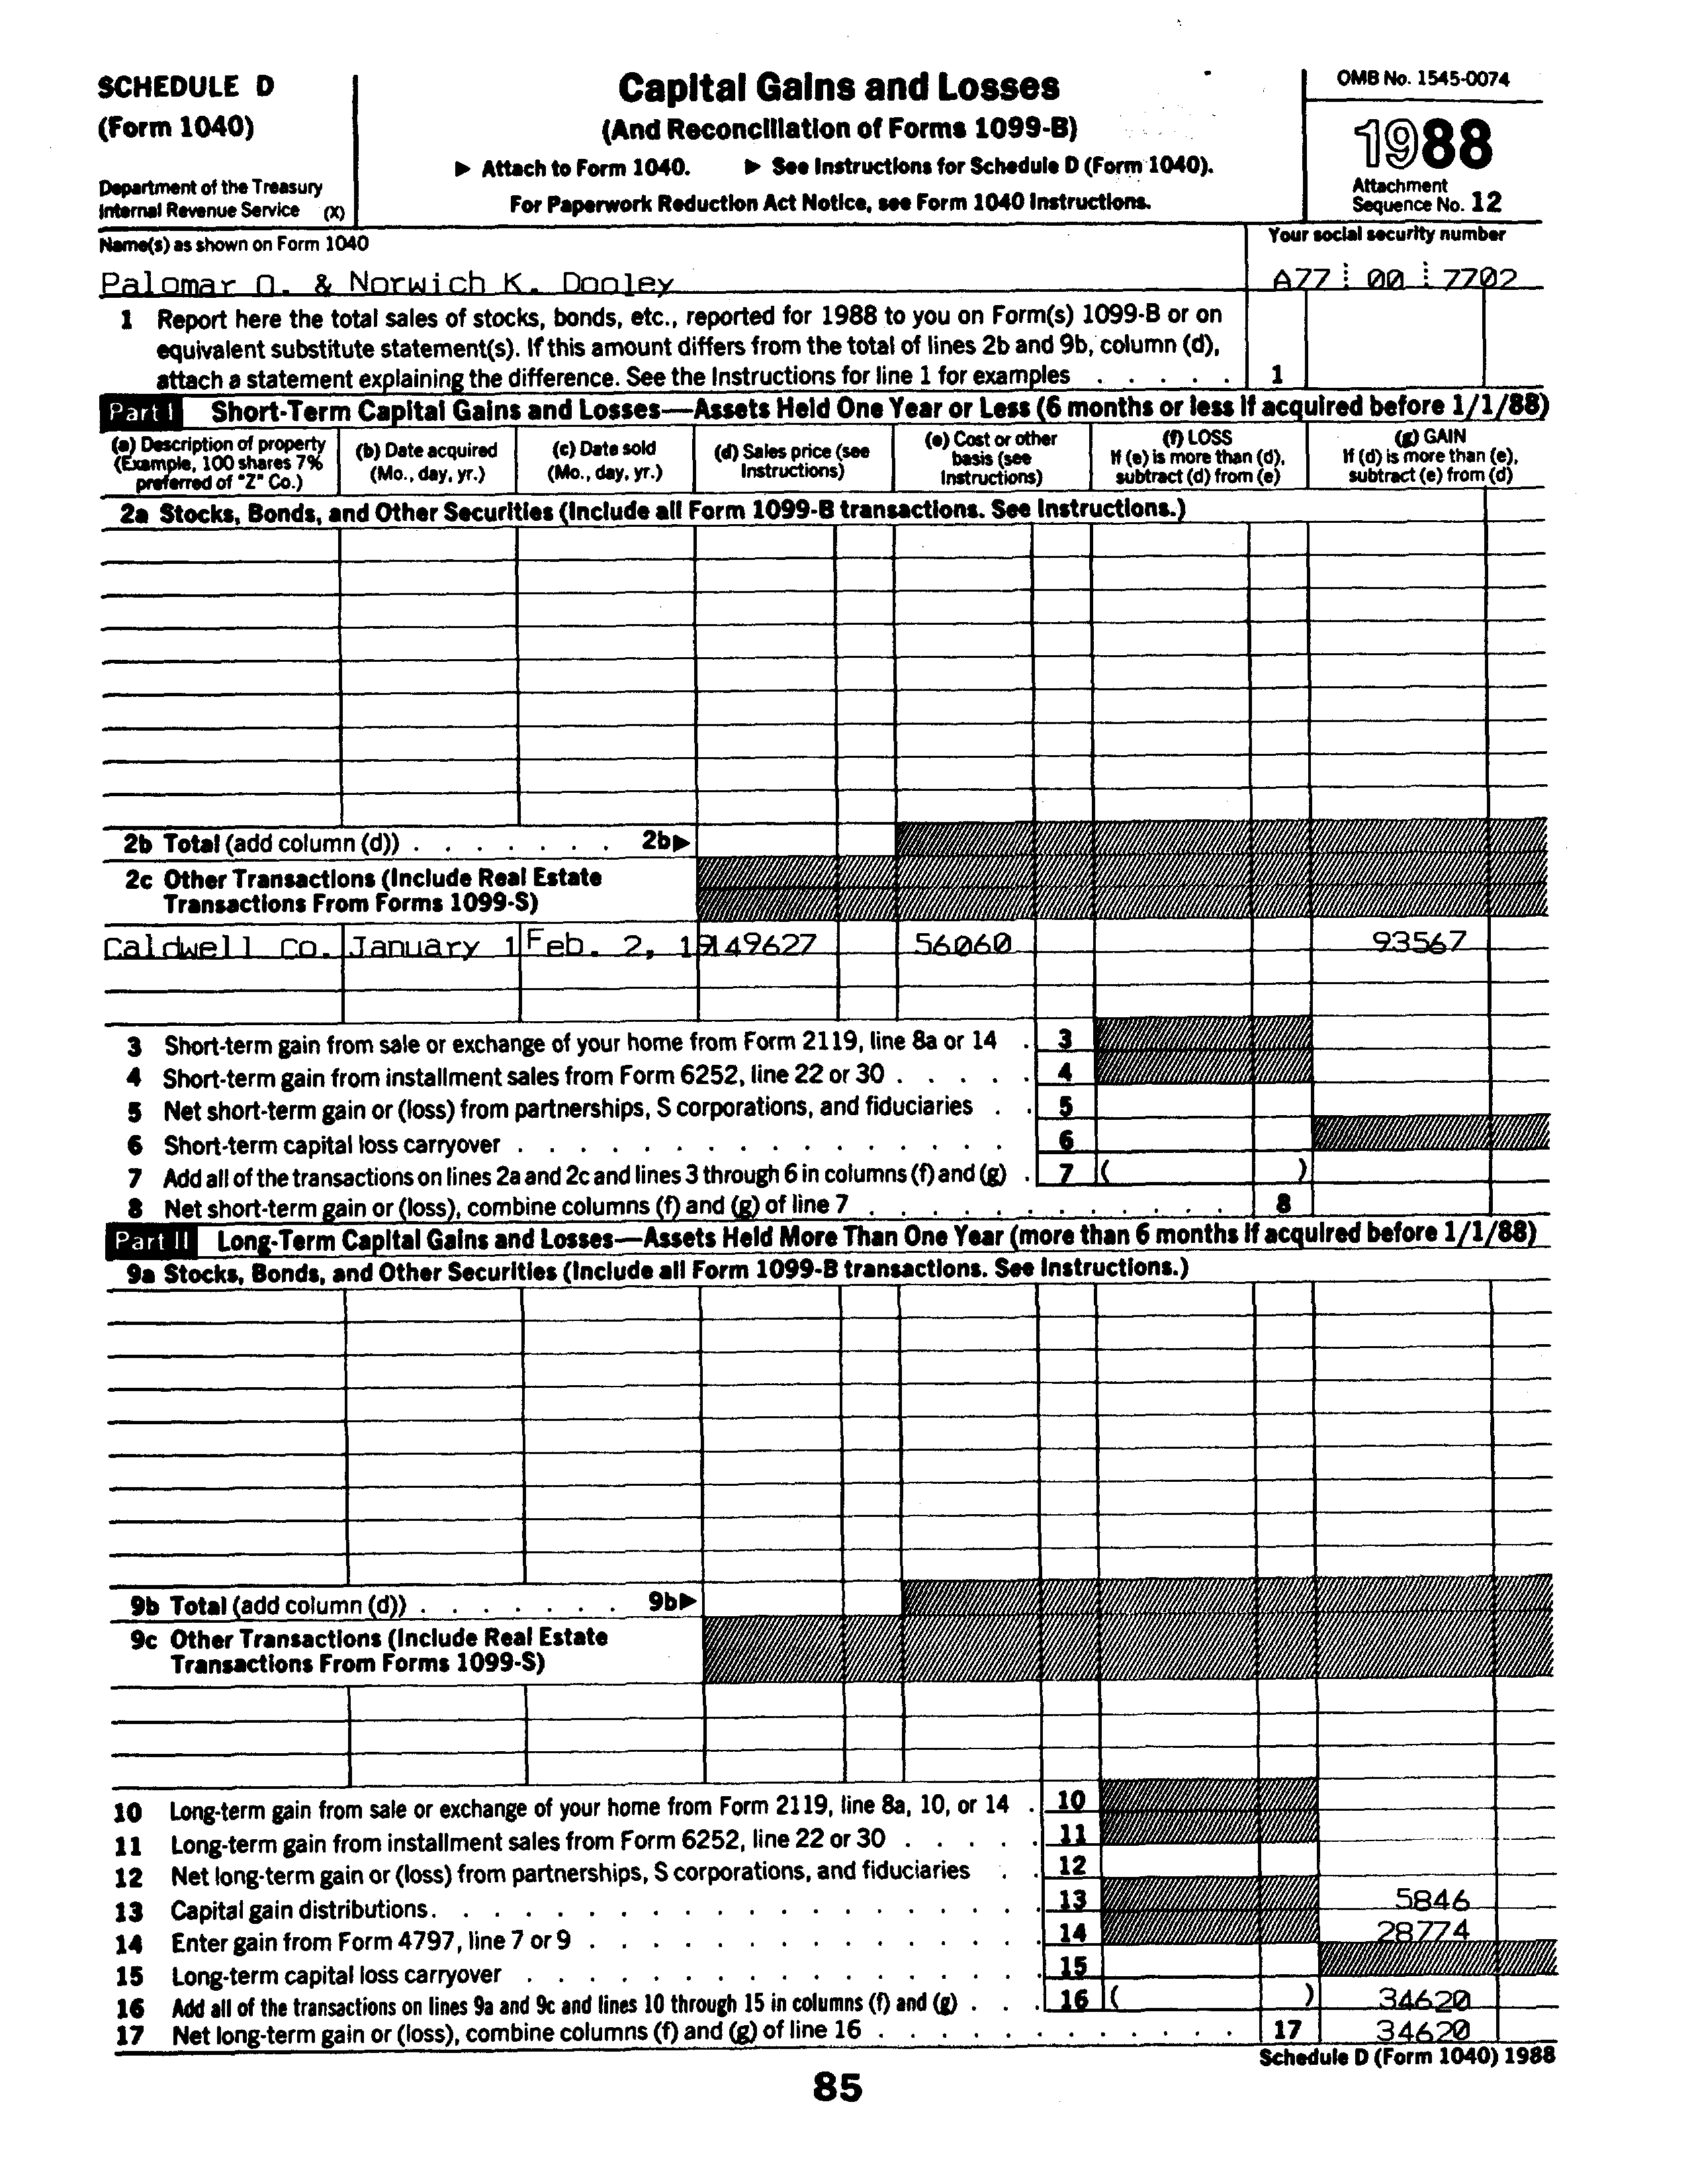 SCHEDULE D
(Form 1040)
Department of the Treasury
Internal Revenue Service (X)
Capital Gains and Losses
(And Reconciliation of Forms 1099-B)
▶ Attach to Form 1040. ▶ See Instructions for Schedule D (Form 1040).
For Paperwork Reduction Act Notice, see Form 1040 Instructions.
OMB No. 1545-0074
1988
Attachment
Sequence No. 12
Name(s) as shown on Form 1040
Your social security number
Palomar O. & Norwich K. Dooley
A77 00 7702
1 Report here the total sales of stocks, bonds, etc., reported for 1988 to you on Form(s) 1099-B or on
equivalent substitute statement(s). If this amount differs from the total of lines 2b and 9b, column (d),
attach a statement explaining the difference. See the Instructions for line 1 for examples . . . . . 1
Part I Short-Term Capital Gains and Losses—Assets Held One Year or Less (6 months or less if acquired before 1/1/88)
(a) Description of property
(Example, 100 shares 7%
preferred of "Z" Co.)
(b) Date acquired
(Mo., day, yr.)
(c) Date sold
(Mo., day, yr.)
(d) Sales price (see
Instructions)
(e) Cost or other
basis (see
Instructions)
(f) LOSS
If (e) is more than (d),
subtract (d) from (e)
(g) GAIN
If (d) is more than (e),
subtract (e) from (d)
2a Stocks, Bonds, and Other Securities (Include all Form 1099-B transactions. See Instructions.)
2b Total (add column (d)) . . . . . . . 2b▶
2c Other Transactions (Include Real Estate
Transactions From Forms 1099-S)
Caldwell Co. January 1 Feb. 2, 19 149627 56060 93567
3 Short-term gain from sale or exchange of your home from Form 2119, line 8a or 14 . 3
4 Short-term gain from installment sales from Form 6252, line 22 or 30 . . . . . 4
5 Net short-term gain or (loss) from partnerships, S corporations, and fiduciaries . . 5
6 Short-term capital loss carryover . . . . . . . . . . . . . . . 6
7 Add all of the transactions on lines 2a and 2c and lines 3 through 6 in columns (f) and (g) . 7 ( )
8 Net short-term gain or (loss), combine columns (f) and (g) of line 7 . . . . . . . . . . . . 8
Part II Long-Term Capital Gains and Losses—Assets Held More Than One Year (more than 6 months if acquired before 1/1/88)
9a Stocks, Bonds, and Other Securities (Include all Form 1099-B transactions. See Instructions.)
9b Total (add column (d)) . . . . . . . 9b▶
9c Other Transactions (Include Real Estate
Transactions From Forms 1099-S)
10 Long-term gain from sale or exchange of your home from Form 2119, line 8a, 10, or 14 . 10
11 Long-term gain from installment sales from Form 6252, line 22 or 30 . . . . . 11
12 Net long-term gain or (loss) from partnerships, S corporations, and fiduciaries . . 12
13 Capital gain distributions . . . . . . . . . . . . . . . . . . 13 5846
14 Enter gain from Form 4797, line 7 or 9 . . . . . . . . . . . . . . 14 28774
15 Long-term capital loss carryover . . . . . . . . . . . . . . . . 15
16 Add all of the transactions on lines 9a and 9c and lines 10 through 15 in columns (f) and (g) . . . 16 ( ) 34620
17 Net long-term gain or (loss), combine columns (f) and (g) of line 16 . . . . . . . . . . . . 17 34620
Schedule D (Form 1040) 1988
85